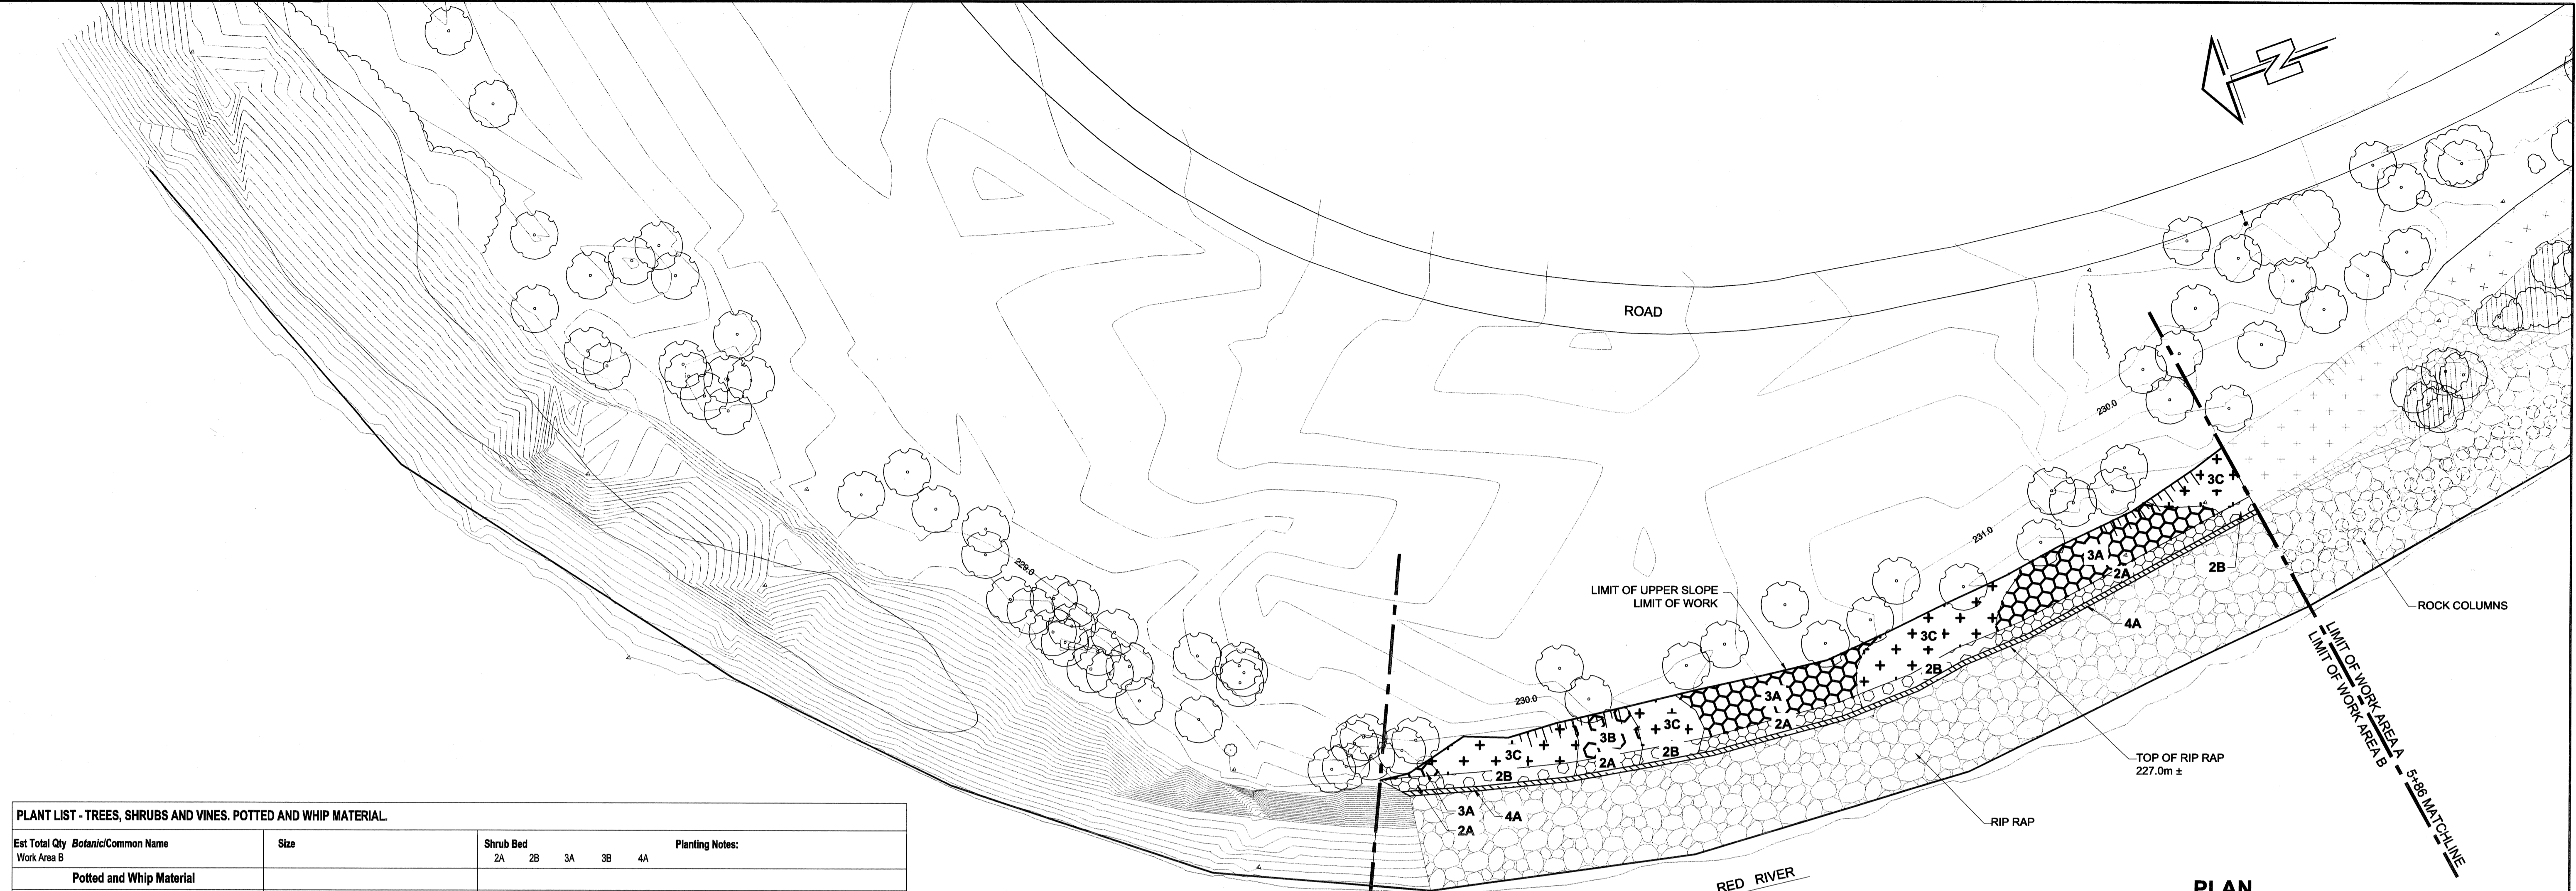 N
ROAD
230.0
231.0
229.0
230.0
3C
3A
2A
2B
LIMIT OF UPPER SLOPE
LIMIT OF WORK
ROCK COLUMNS
4A
3C
2B
3A
2A
3C
2B
3B
2A
3C
2B
3A
2A
4A
TOP OF RIP RAP
227.0m ±
RIP RAP
LIMIT OF WORK AREA A
LIMIT OF WORK AREA B
5+86 MATCHLINE
RED RIVER
PLAN
PLANT LIST - TREES, SHRUBS AND VINES. POTTED AND WHIP MATERIAL.
Est Total Qty Botanic/Common Name Size Shrub Bed Planting Notes:
Work Area B 2A 2B 3A 3B 4A
Potted and Whip Material